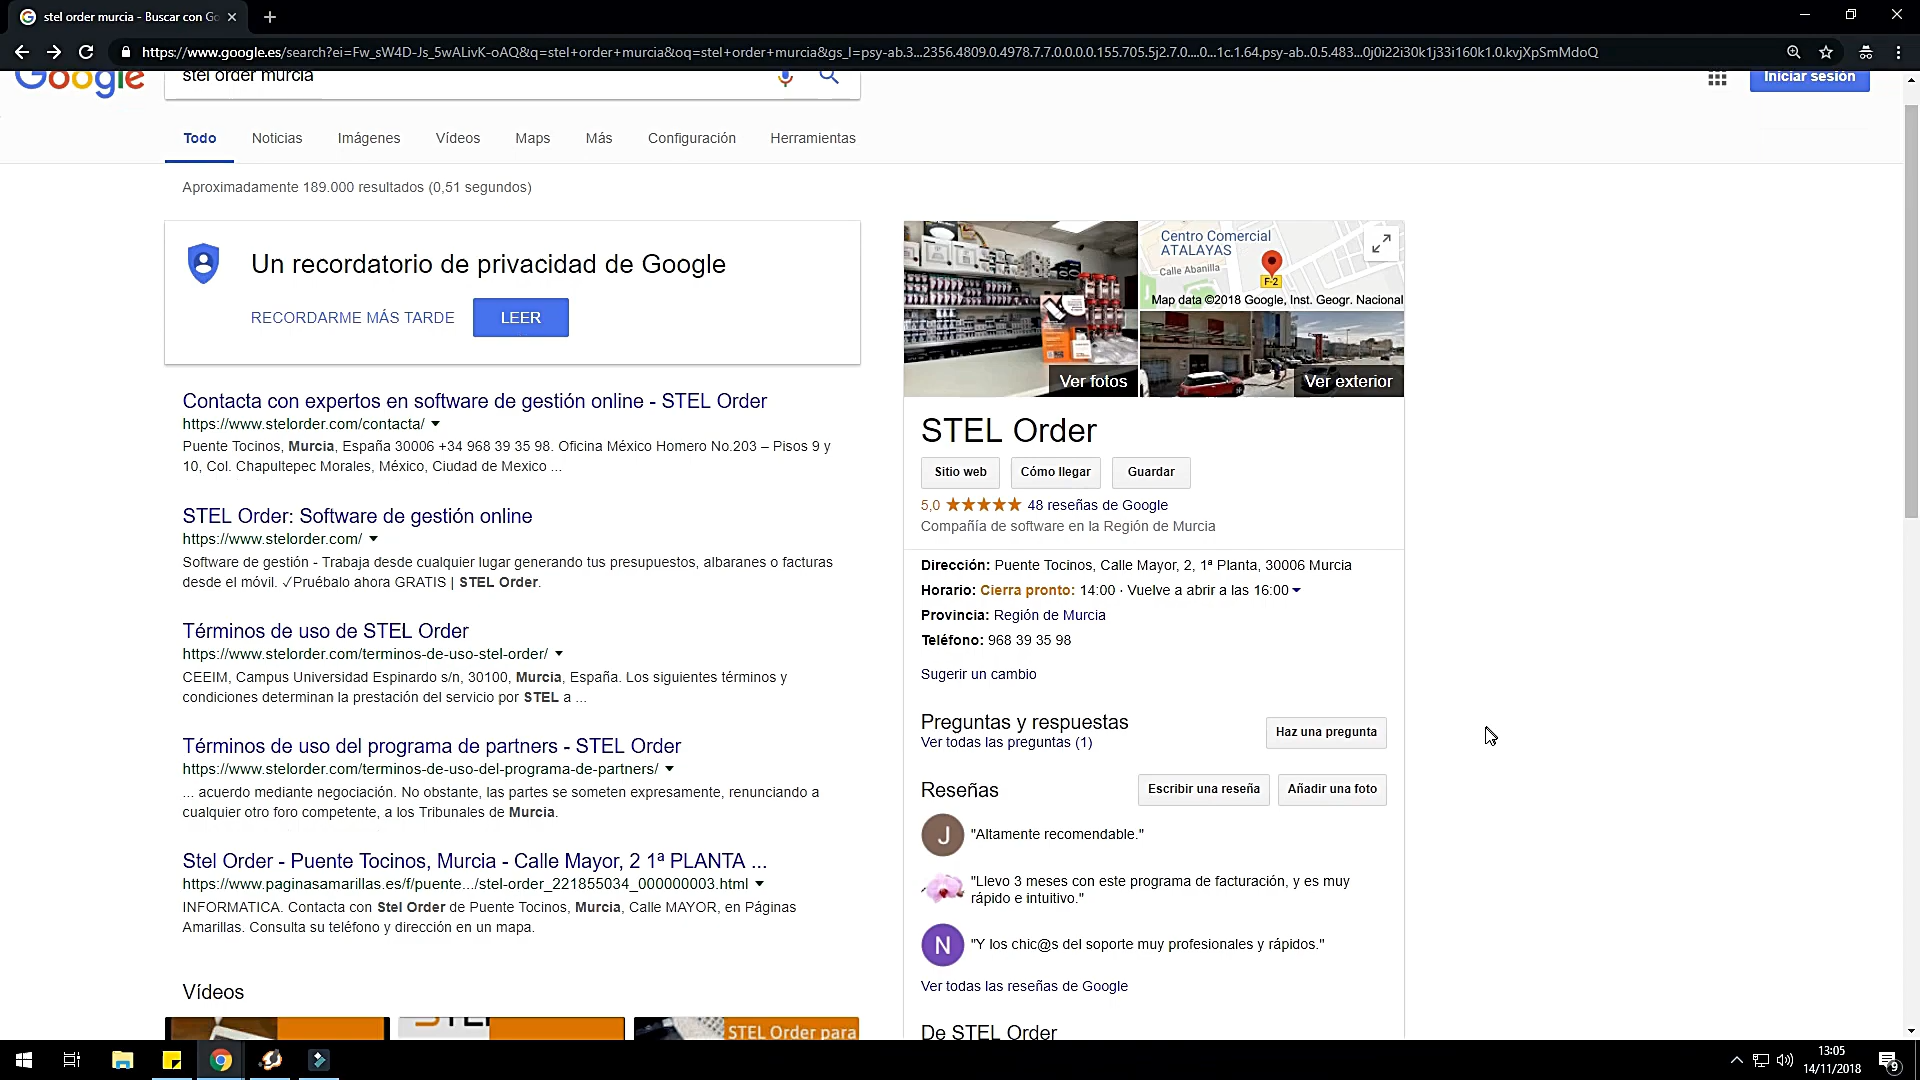 stel order murcia - Buscar con Go
https://www.google.es/search?ei=Fw_sW4D-Js_5wALivK-oAQ&q=stel+order+murcia&oq=stel+order+murcia&gs_l=psy-ab.3...2356.4809.0.4978.7.7.0.0.0.0.155.705.5j2.7.0....0...1c.1.64.psy-ab..0.5.483...0j0i22i30k1j33i160k1.0.kvjXpSmMdoQ
Google
stel order murcia
Iniciar sesión
Todo Noticias Imágenes Vídeos Maps Más Configuración Herramientas
Aproximadamente 189.000 resultados (0,51 segundos)
Un recordatorio de privacidad de Google
RECORDARME MÁS TARDE LEER
Contacta con expertos en software de gestión online - STEL Order
https://www.stelorder.com/contacta/
Puente Tocinos, Murcia, España 30006 +34 968 39 35 98. Oficina México Homero No.203 – Pisos 9 y
10, Col. Chapultepec Morales, México, Ciudad de Mexico ...
STEL Order: Software de gestión online
https://www.stelorder.com/
Software de gestión - Trabaja desde cualquier lugar generando tus presupuestos, albaranes o facturas
desde el móvil. ✓Pruébalo ahora GRATIS | STEL Order.
Términos de uso de STEL Order
https://www.stelorder.com/terminos-de-uso-stel-order/
CEEIM, Campus Universidad Espinardo s/n, 30100, Murcia, España. Los siguientes términos y
condiciones determinan la prestación del servicio por STEL a ...
Términos de uso del programa de partners - STEL Order
https://www.stelorder.com/terminos-de-uso-del-programa-de-partners/
... acuerdo mediante negociación. No obstante, las partes se someten expresamente, renunciando a
cualquier otro foro competente, a los Tribunales de Murcia.
Stel Order - Puente Tocinos, Murcia - Calle Mayor, 2 1ª PLANTA ...
https://www.paginasamarillas.es/f/puente.../stel-order_221855034_000000003.html
INFORMATICA. Contacta con Stel Order de Puente Tocinos, Murcia, Calle MAYOR, en Páginas
Amarillas. Consulta su teléfono y dirección en un mapa.
Vídeos
STEL Order para
Centro Comercial
ATALAYAS
Calle Abanilla
F-2
Map data ©2018 Google, Inst. Geogr. Nacional
Ver fotos
Ver exterior
STEL Order
Sitio web Cómo llegar Guardar
5,0 ★★★★★ 48 reseñas de Google
Compañía de software en la Región de Murcia
Dirección: Puente Tocinos, Calle Mayor, 2, 1ª Planta, 30006 Murcia
Horario: Cierra pronto: 14:00 · Vuelve a abrir a las 16:00
Provincia: Región de Murcia
Teléfono: 968 39 35 98
Sugerir un cambio
Preguntas y respuestas
Ver todas las preguntas (1)
Haz una pregunta
Reseñas
Escribir una reseña Añadir una foto
J
"Altamente recomendable."
"Llevo 3 meses con este programa de facturación, y es muy
rápido e intuitivo."
N
"Y los chic@s del soporte muy profesionales y rápidos."
Ver todas las reseñas de Google
De STEL Order
13:05
14/11/2018
9